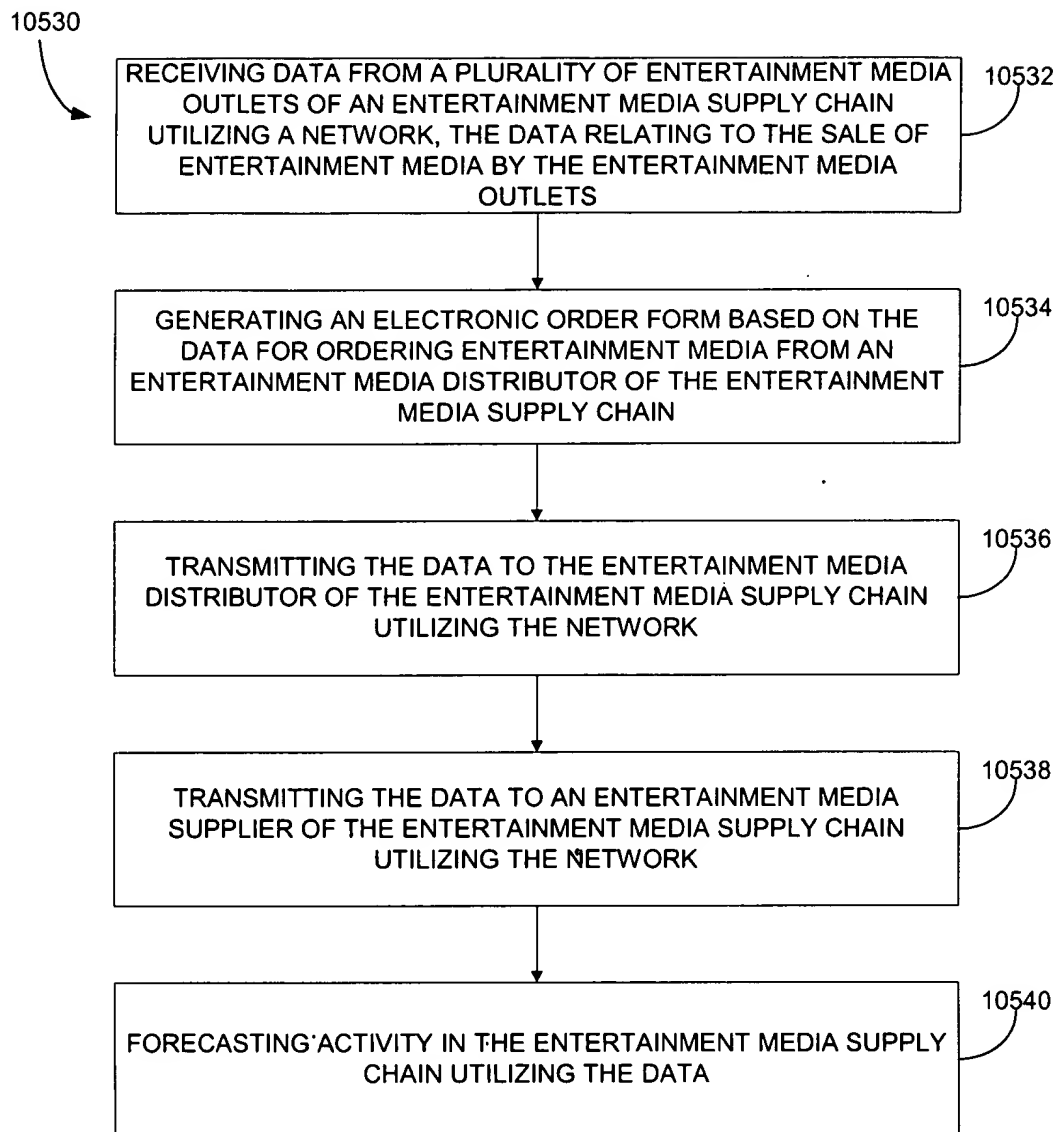 10530
RECEIVING DATA FROM A PLURALITY OF ENTERTAINMENT MEDIA
OUTLETS OF AN ENTERTAINMENT MEDIA SUPPLY CHAIN
UTILIZING A NETWORK, THE DATA RELATING TO THE SALE OF
ENTERTAINMENT MEDIA BY THE ENTERTAINMENT MEDIA
OUTLETS
10532
GENERATING AN ELECTRONIC ORDER FORM BASED ON THE
DATA FOR ORDERING ENTERTAINMENT MEDIA FROM AN
ENTERTAINMENT MEDIA DISTRIBUTOR OF THE ENTERTAINMENT
MEDIA SUPPLY CHAIN
10534
TRANSMITTING THE DATA TO THE ENTERTAINMENT MEDIA
DISTRIBUTOR OF THE ENTERTAINMENT MEDIA SUPPLY CHAIN
UTILIZING THE NETWORK
10536
TRANSMITTING THE DATA TO AN ENTERTAINMENT MEDIA
SUPPLIER OF THE ENTERTAINMENT MEDIA SUPPLY CHAIN
UTILIZING THE NETWORK
10538
FORECASTING ACTIVITY IN THE ENTERTAINMENT MEDIA SUPPLY
CHAIN UTILIZING THE DATA
10540